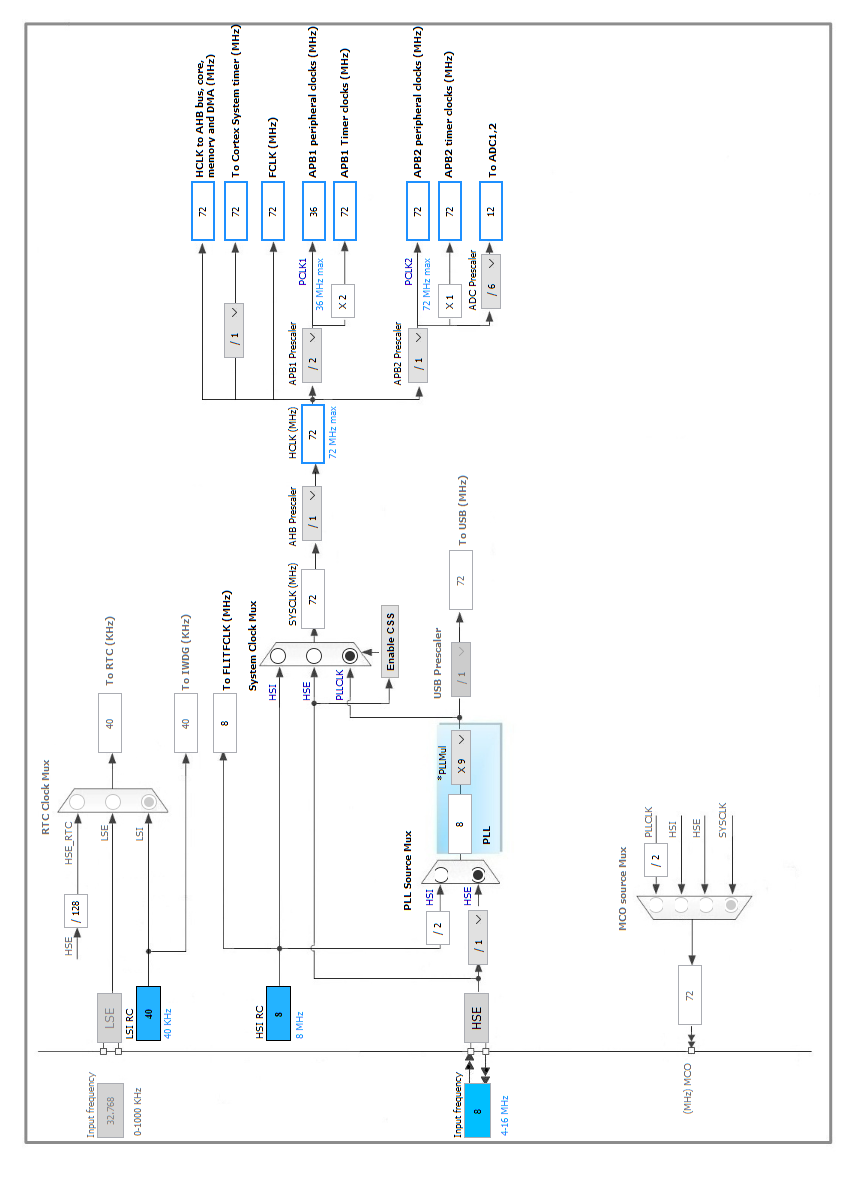 RTC Clock Mux
HSE
/ 128
HSE_RTC
Input frequency
32.768
0-1000 KHz
LSE
LSE
To RTC (KHz)
40
LSI RC
40
40 KHz
LSI
To IWDG (KHz)
40
To FLITFCLK (MHz)
8
HSI RC
8
8 MHz
System Clock Mux
HSI
HSE
PLLCLK
Enable CSS
SYSCLK (MHz)
72
AHB Prescaler
/ 1
HCLK (MHz)
72
72 MHz max
HCLK to AHB bus, core,
memory and DMA (MHz)
72
/ 1
To Cortex System timer (MHz)
72
FCLK (MHz)
72
APB1 Prescaler
/ 2
PCLK1
36 MHz max
APB1 peripheral clocks (MHz)
36
X 2
APB1 Timer clocks (MHz)
72
APB2 Prescaler
/ 1
PCLK2
72 MHz max
APB2 peripheral clocks (MHz)
72
X 1
APB2 timer clocks (MHz)
72
ADC Prescaler
/ 6
To ADC1,2
12
Input frequency
8
4-16 MHz
HSE
/ 2
/ 1
PLL Source Mux
HSI
HSE
8
*PLLMul
X 9
PLL
USB Prescaler
/ 1
To USB (MHz)
72
MCO source Mux
PLLCLK
/ 2
HSI
HSE
SYSCLK
72
(MHz) MCO